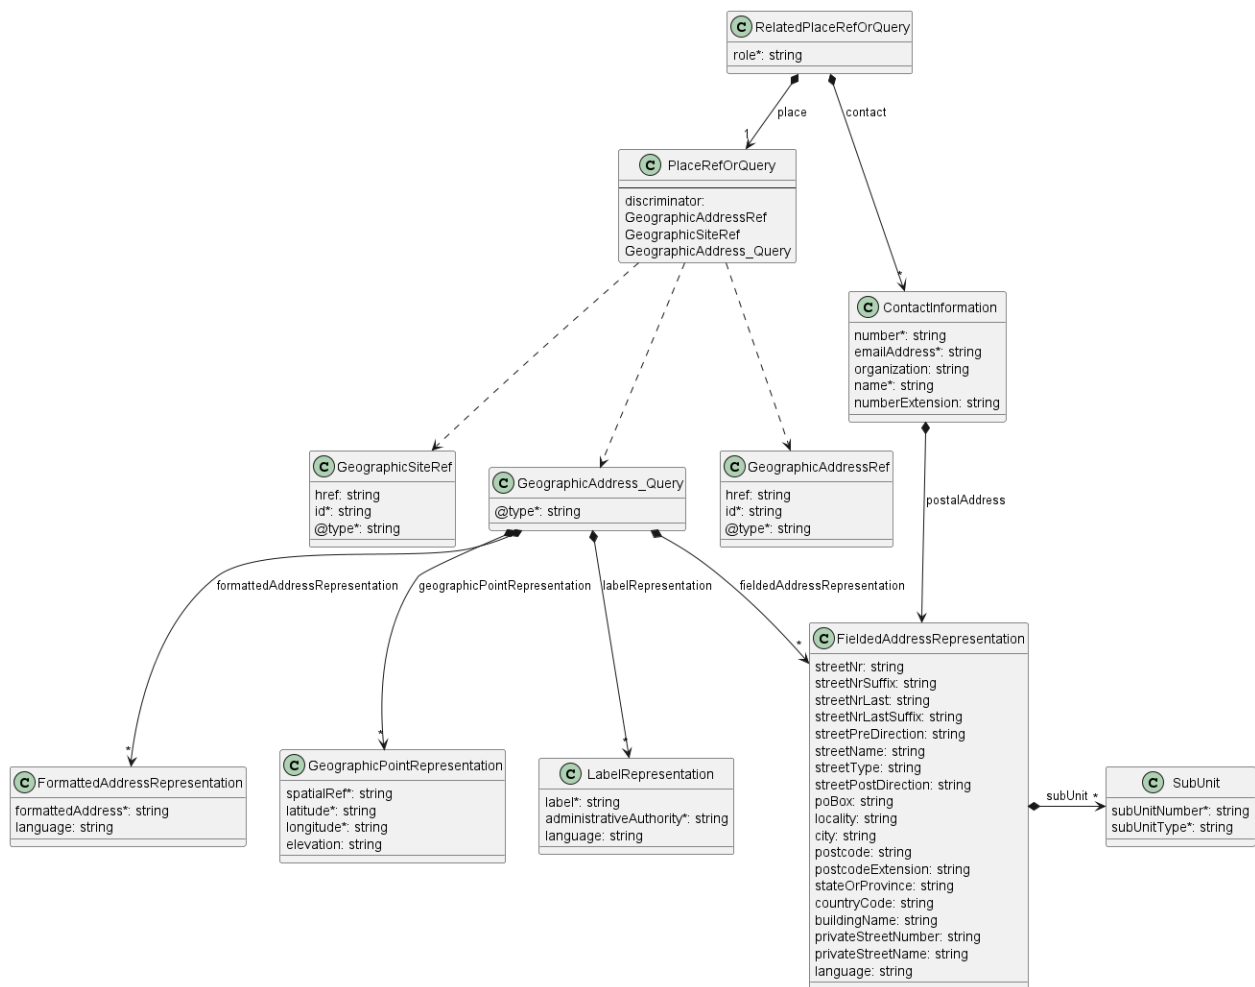 C RelatedPlaceRefOrQuery
role*: string
place
contact
1
C PlaceRefOrQuery
discriminator:
GeographicAddressRef
GeographicSiteRef
GeographicAddress_Query
*
C ContactInformation
number*: string
emailAddress*: string
organization: string
name*: string
numberExtension: string
C GeographicSiteRef
href: string
id*: string
@type*: string
C GeographicAddress_Query
@type*: string
C GeographicAddressRef
href: string
id*: string
@type*: string
postalAddress
formattedAddressRepresentation
geographicPointRepresentation
labelRepresentation
fieldedAddressRepresentation
*
*
*
*
C FormattedAddressRepresentation
formattedAddress*: string
language: string
C GeographicPointRepresentation
spatialRef*: string
latitude*: string
longitude*: string
elevation: string
C LabelRepresentation
label*: string
administrativeAuthority*: string
language: string
C FieldedAddressRepresentation
streetNr: string
streetNrSuffix: string
streetNrLast: string
streetNrLastSuffix: string
streetPreDirection: string
streetName: string
streetType: string
streetPostDirection: string
poBox: string
locality: string
city: string
postcode: string
postcodeExtension: string
stateOrProvince: string
countryCode: string
buildingName: string
privateStreetNumber: string
privateStreetName: string
language: string
subUnit *
C SubUnit
subUnitNumber*: string
subUnitType*: string